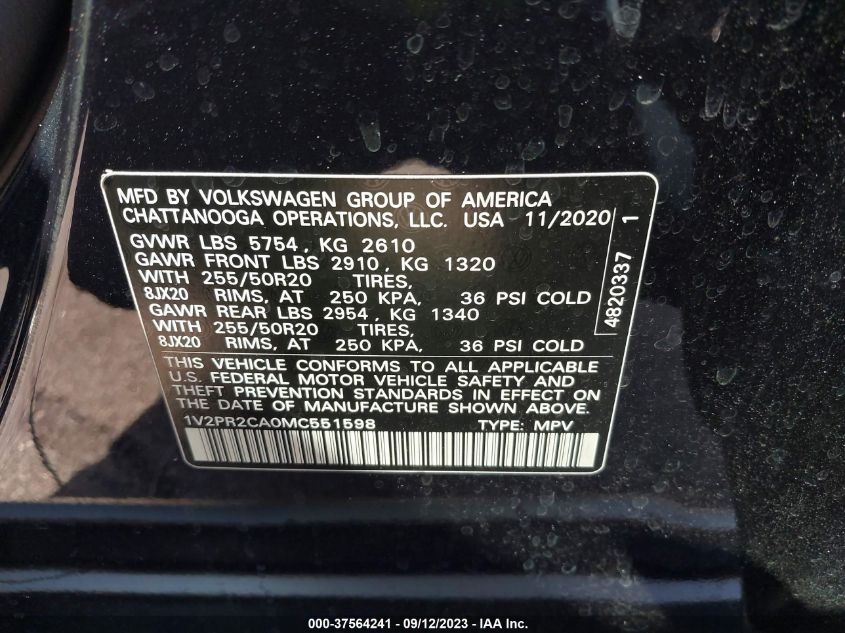 MFD BY VOLKSWAGEN GROUP OF AMERICA
CHATTANOOGA OPERATIONS, LLC. USA 11/2020
GVWR LBS 5754, KG 2610
GAWR FRONT LBS 2910, KG 1320
WITH 255/50R20 TIRES,
8JX20 RIMS, AT 250 KPA, 36 PSI COLD
GAWR REAR LBS 2954, KG 1340
WITH 255/50R20 TIRES,
8JX20 RIMS, AT 250 KPA, 36 PSI COLD
THIS VEHICLE CONFORMS TO ALL APPLICABLE
U.S. FEDERAL MOTOR VEHICLE SAFETY AND
THEFT PREVENTION STANDARDS IN EFFECT ON
THE DATE OF MANUFACTURE SHOWN ABOVE.
1V2PR2CA0MC551598 TYPE: MPV
4820337 1
000-37564241 - 09/12/2023 - IAA Inc.